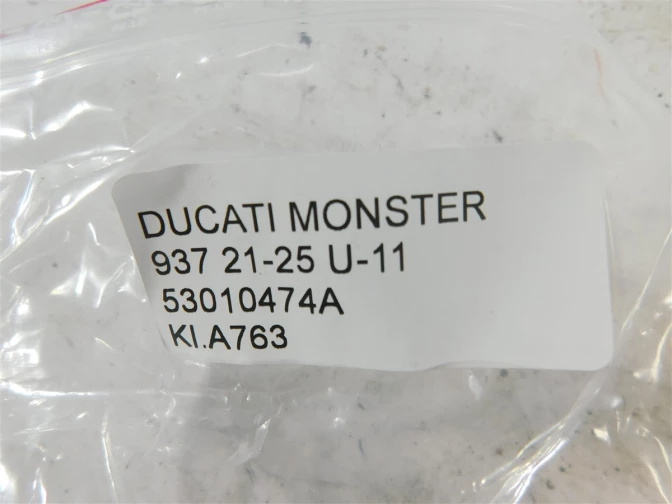 DUCATI MONSTER
937 21-25 U-11
53010474A
KI.A763